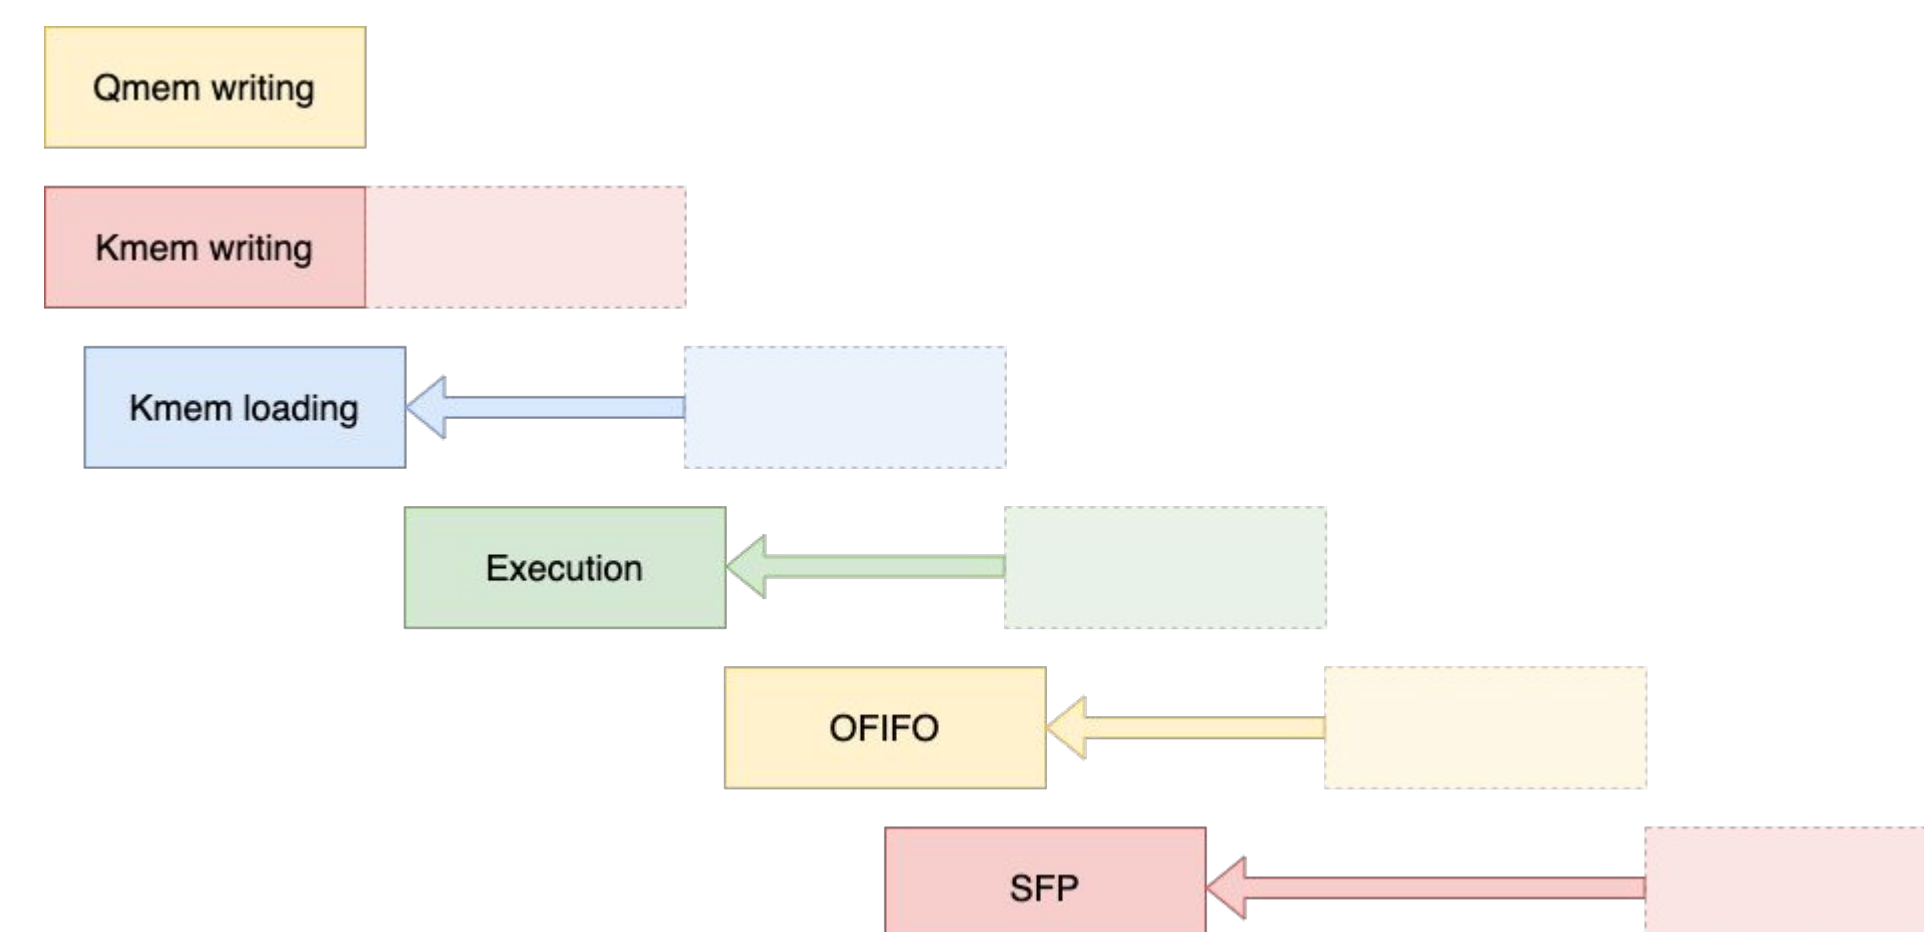 Qmem writing
Kmem writing
Kmem loading
Execution
OFIFO
SFP